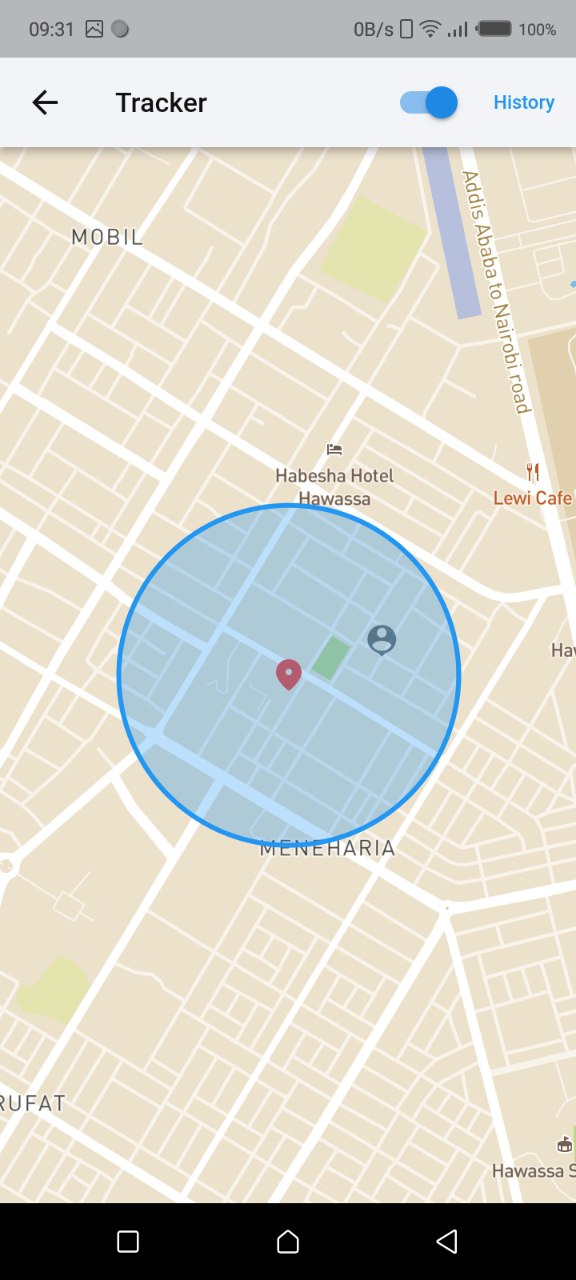 09:31
0B/s
100%
Tracker
History
MOBIL
Addis Ababa to Nairobi road
Habesha Hotel
Hawassa
Lewi Cafe
Haw
MENEHARIA
RUFAT
Hawassa S